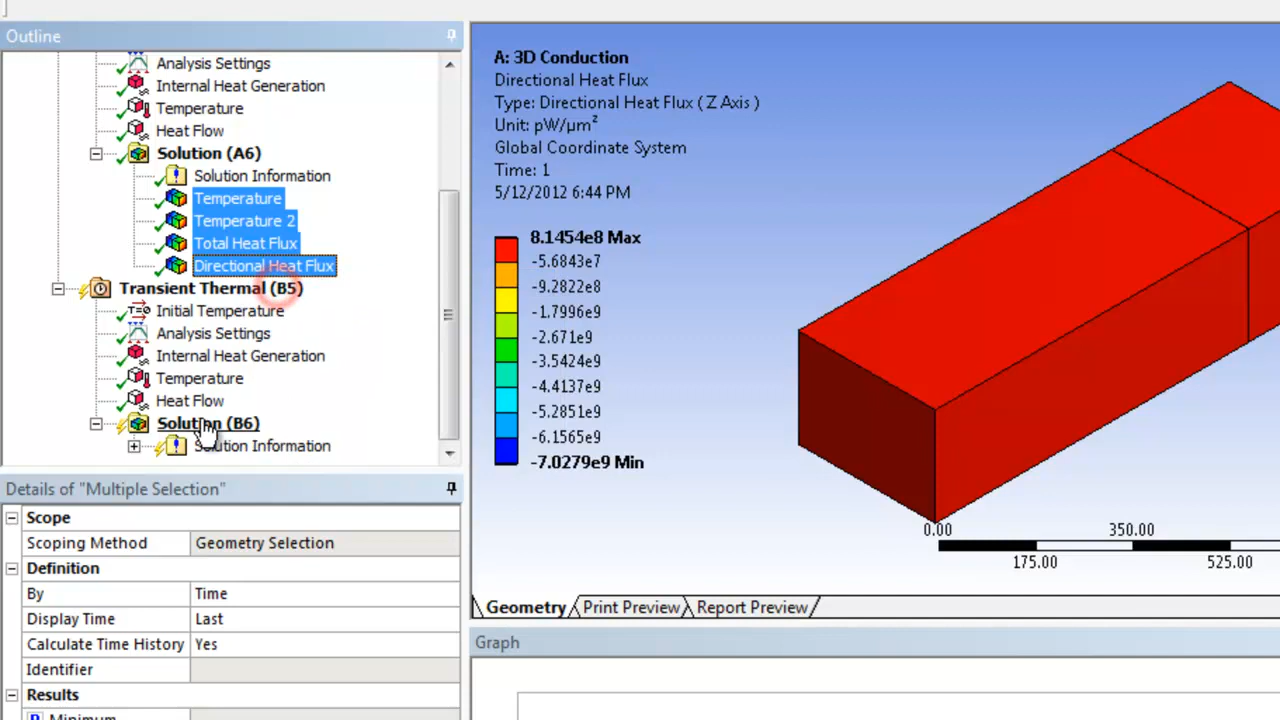 Outline
Analysis Settings
Internal Heat Generation
Temperature
Heat Flow
Solution (A6)
Solution Information
Temperature
Temperature 2
Total Heat Flux
Directional Heat Flux
Transient Thermal (B5)
T=0 Initial Temperature
Analysis Settings
Internal Heat Generation
Temperature
Heat Flow
Solution (B6)
Solution Information
Details of "Multiple Selection"
Scope
Scoping Method Geometry Selection
Definition
By Time
Display Time Last
Calculate Time History Yes
Identifier
Results
Minimum
A: 3D Conduction
Directional Heat Flux
Type: Directional Heat Flux ( Z Axis )
Unit: pW/µm²
Global Coordinate System
Time: 1
5/12/2012 6:44 PM
8.1454e8 Max
-5.6843e7
-9.2822e8
-1.7996e9
-2.671e9
-3.5424e9
-4.4137e9
-5.2851e9
-6.1565e9
-7.0279e9 Min
0.00 350.00
175.00 525.00
Geometry Print Preview Report Preview
Graph